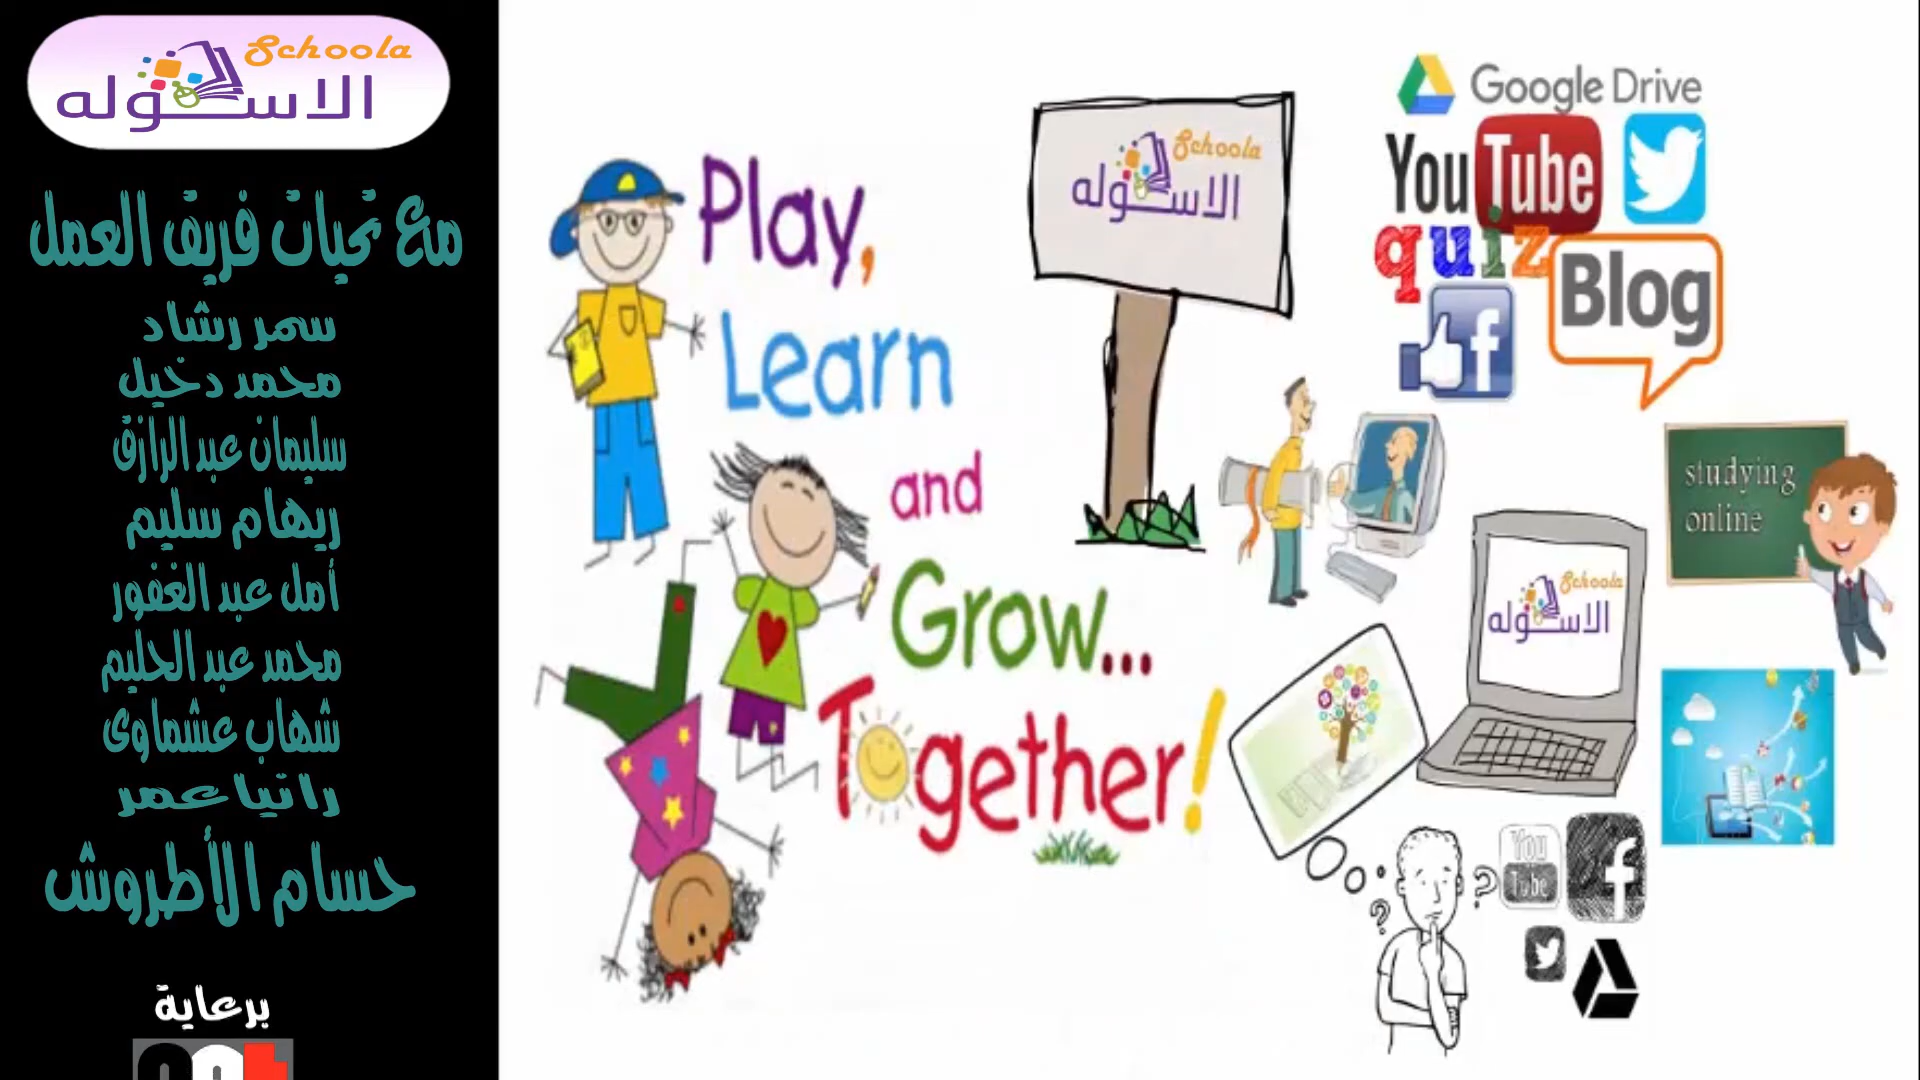 Schoola
الاسكوله
مع تحيات فريق العمل
سمر رشاد
محمد دخيل
سليمان عبد الرازق
ريهام سليم
أمل عبد الغفور
محمد عبد الحليم
شهاب عشماوى
رانيا عمر
حسام الأطروش
برعاية
Play,
Learn
and
Grow...
Together!
Schoola
الاسكوله
Google Drive
YouTube
quiz
Blog
f
studying
online
Schoola
الاسكوله
You
Tube
f